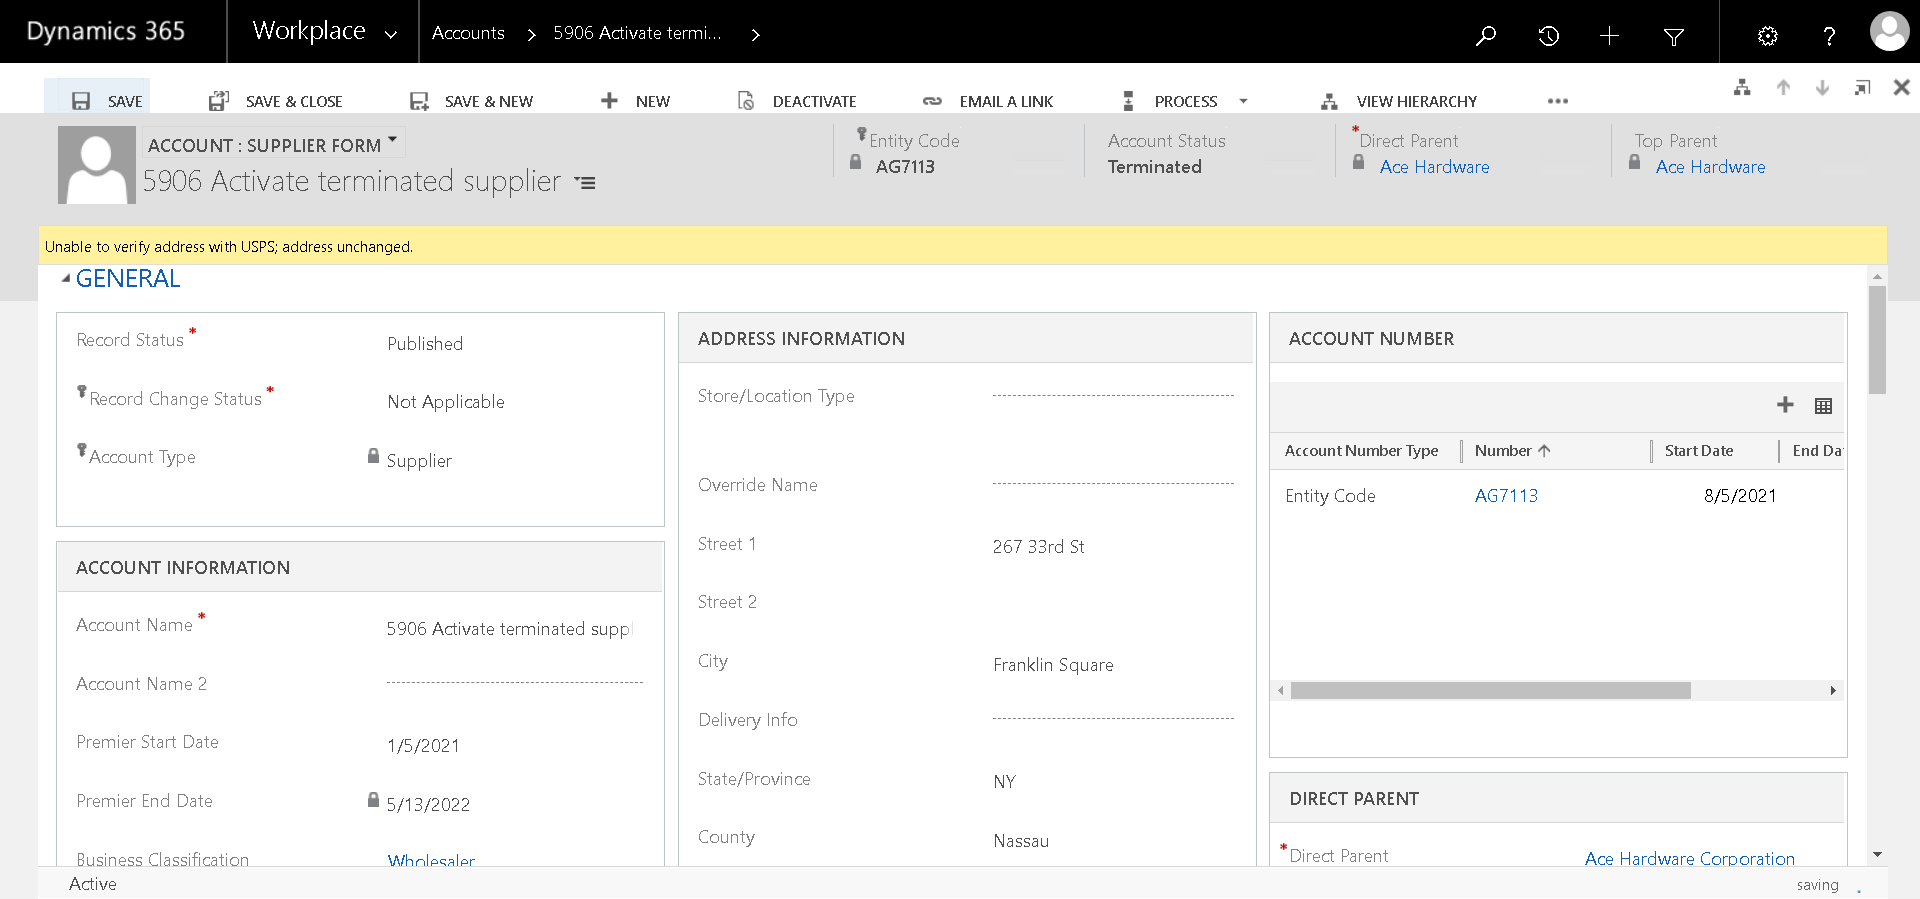 Dynamics 365
Workplace
Accounts
5906 Activate termi...
SAVE
SAVE & CLOSE
SAVE & NEW
NEW
DEACTIVATE
EMAIL A LINK
PROCESS
VIEW HIERARCHY
ACCOUNT : SUPPLIER FORM
5906 Activate terminated supplier
Entity Code
AG7113
Account Status
Terminated
*Direct Parent
Ace Hardware
Top Parent
Ace Hardware
Unable to verify address with USPS; address unchanged.
GENERAL
Record Status *
Published
Record Change Status *
Not Applicable
Account Type
Supplier
ACCOUNT INFORMATION
Account Name *
5906 Activate terminated suppl
Account Name 2
Premier Start Date
1/5/2021
Premier End Date
5/13/2022
Business Classification
Wholesaler
ADDRESS INFORMATION
Store/Location Type
Override Name
Street 1
267 33rd St
Street 2
City
Franklin Square
Delivery Info
State/Province
NY
County
Nassau
ACCOUNT NUMBER
Account Number Type
Number
Start Date
End Da
Entity Code
AG7113
8/5/2021
DIRECT PARENT
*Direct Parent
Ace Hardware Corporation
Active
saving